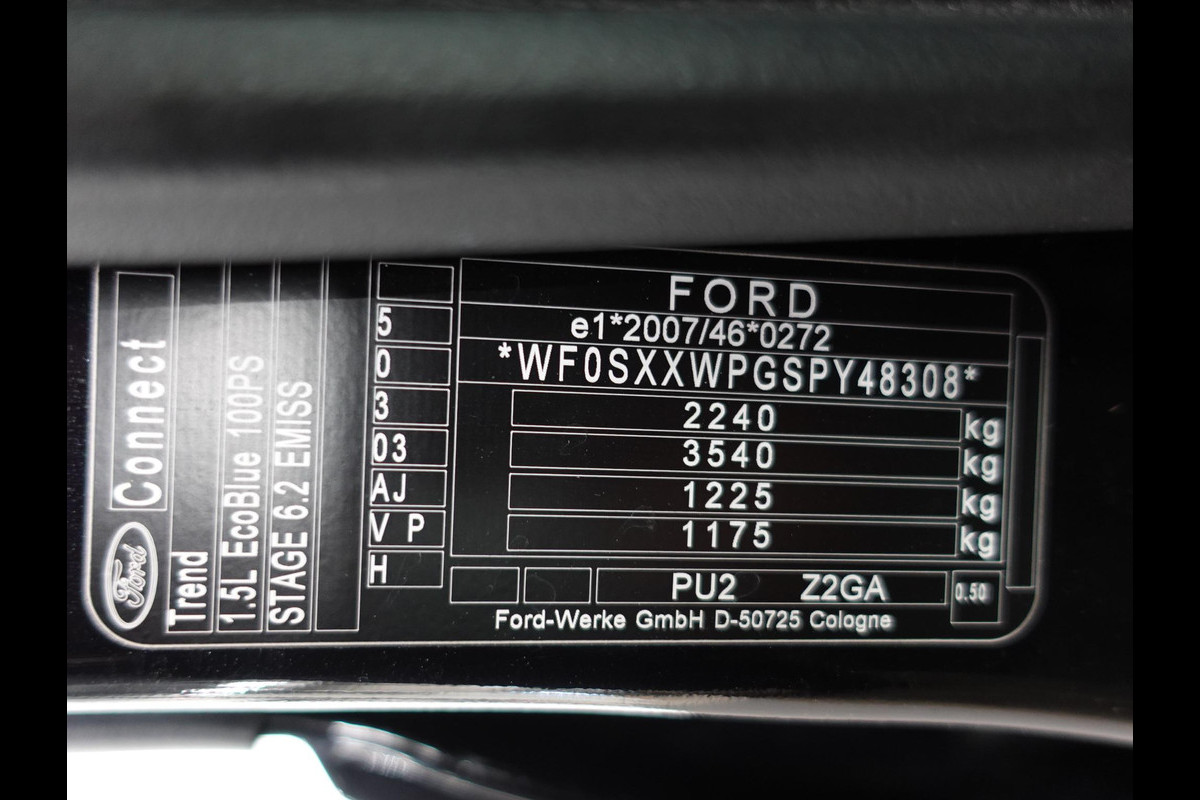 Ford
Connect
Trend
1.5L EcoBlue 100PS
STAGE 6.2 EMISS
5
0
3
03
AJ
V P
H
FORD
e1*2007/46*0272
*WF0SXXWPGSPY48308*
2240 kg
3540 kg
1225 kg
1175 kg
PU2 Z2GA 0.50
Ford-Werke GmbH D-50725 Cologne